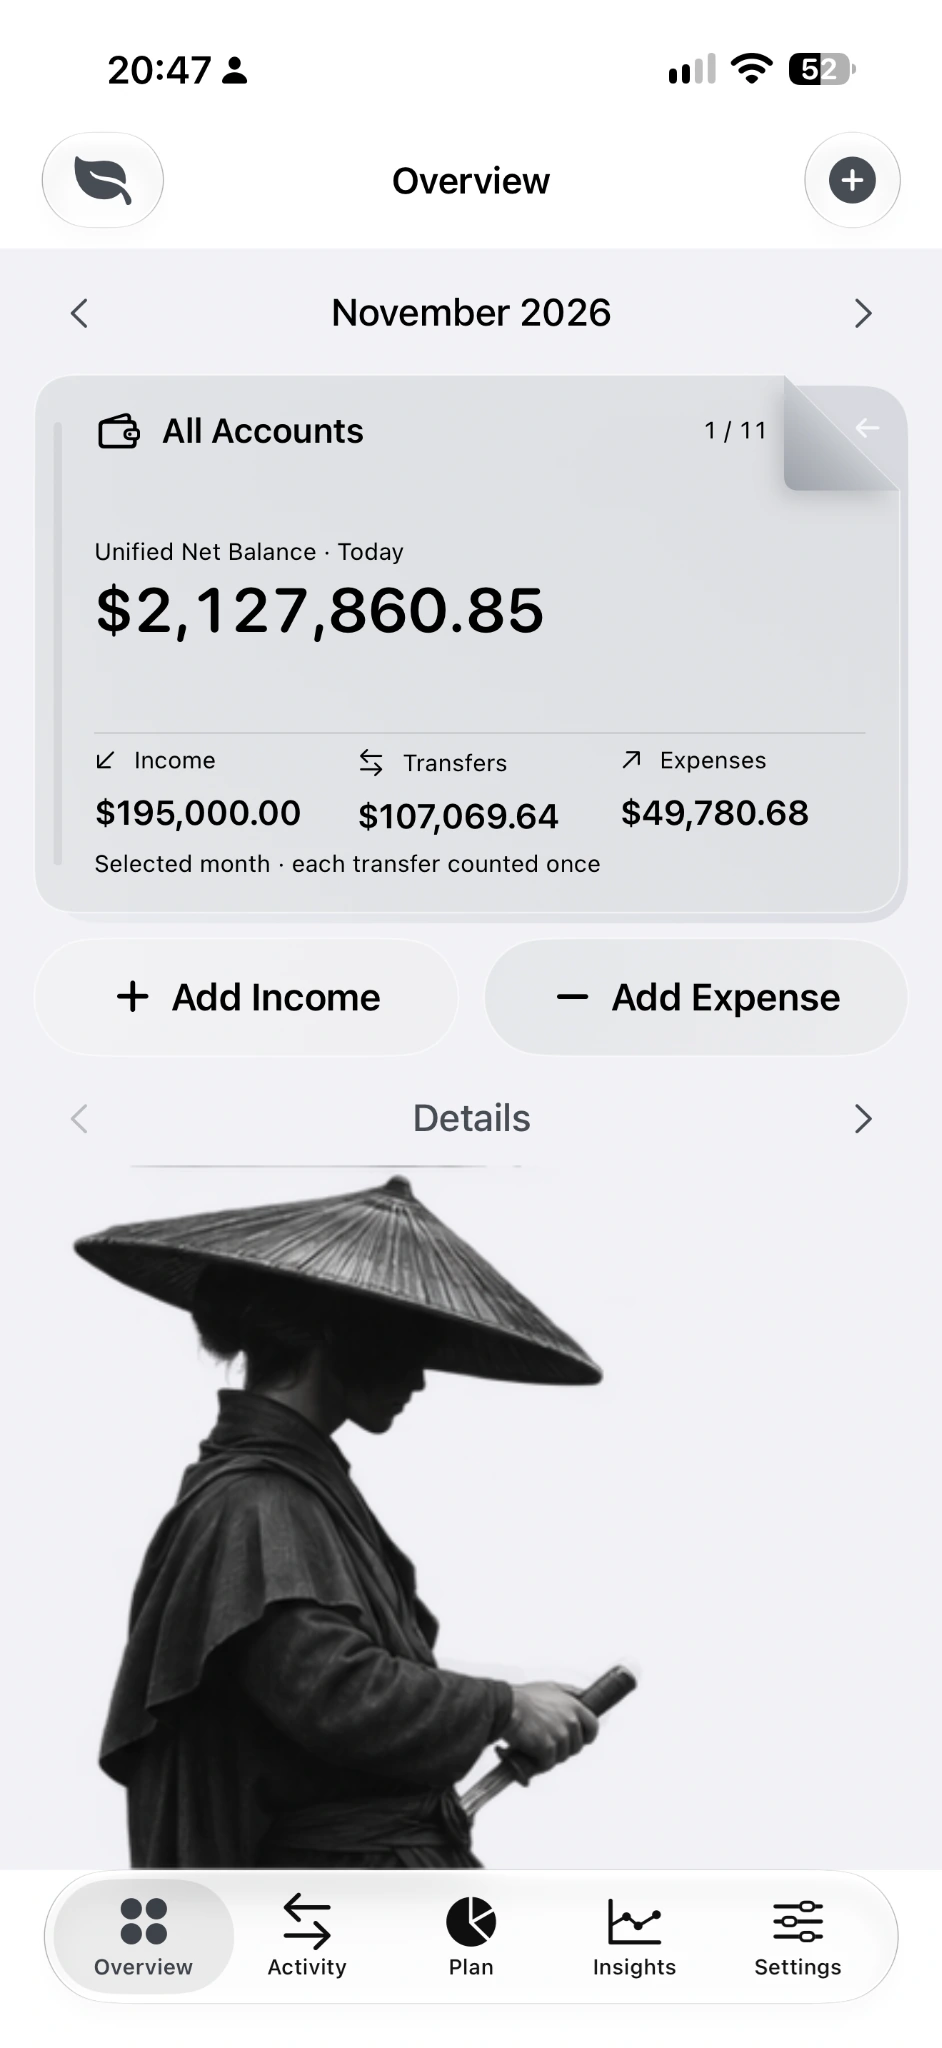 20:47
52
Overview
November 2026
All Accounts
1 / 11
Unified Net Balance · Today
$2,127,860.85
Income
Transfers
Expenses
$195,000.00
$107,069.64
$49,780.68
Selected month · each transfer counted once
Add Income
Add Expense
Details
Overview
Activity
Plan
Insights
Settings